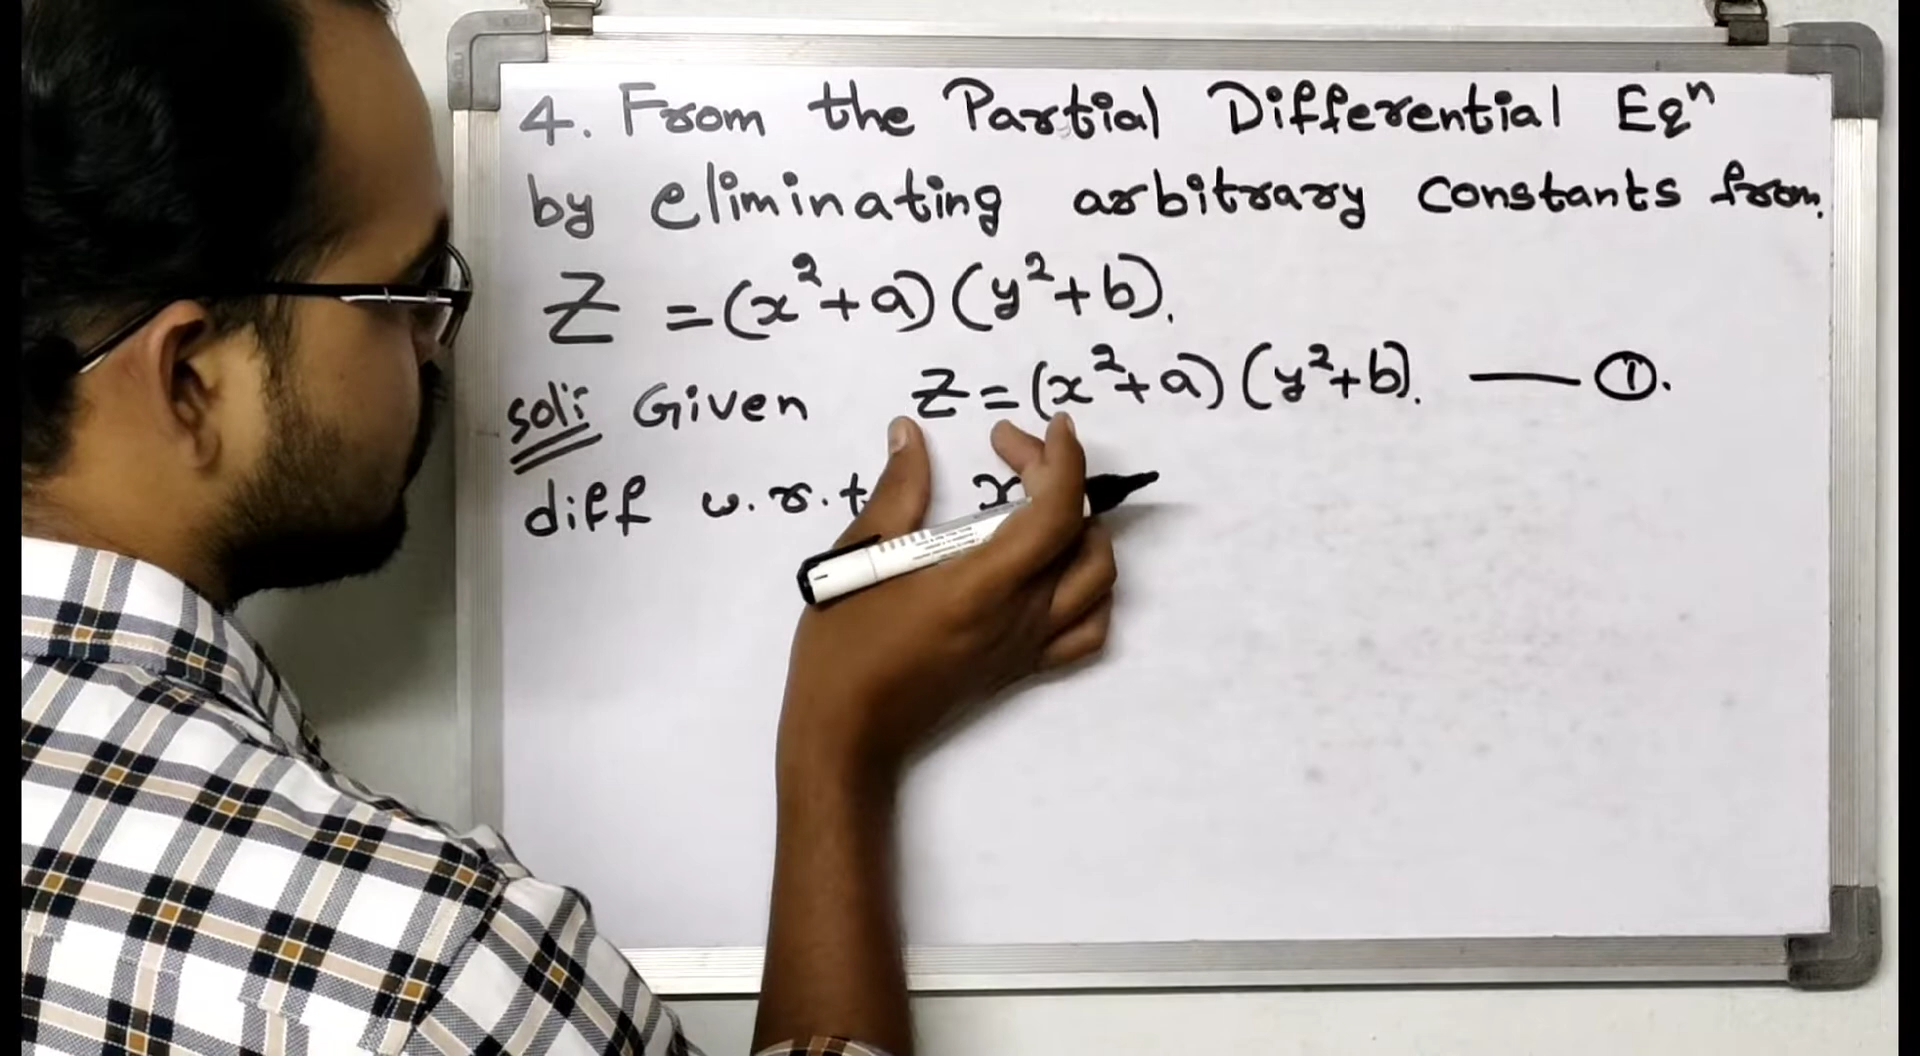 4. From the Partial Differential Eqⁿ
by eliminating arbitrary constants from.
Z = (x²+a)(y²+b).
Sol: Given Z=(x²+a)(y²+b). — ①.
diff w.r.t. x